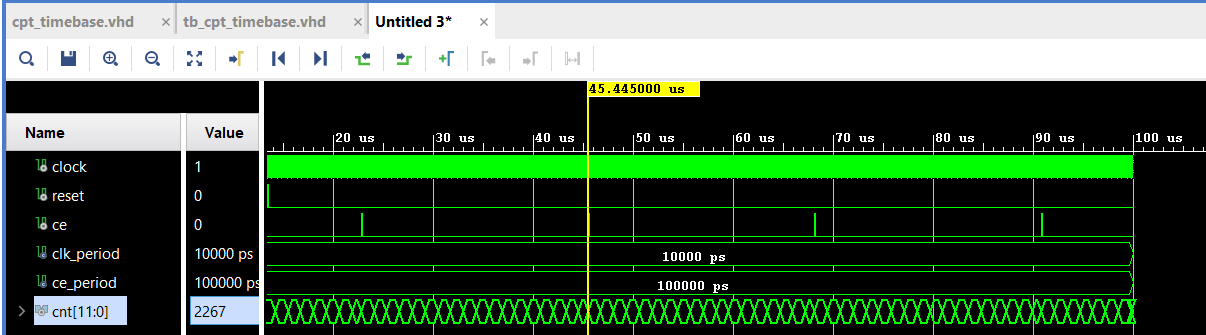 cpt_timebase.vhd × tb_cpt_timebase.vhd × Untitled 3* ×
45.445000 us
Name Value 20 us 30 us 40 us 50 us 60 us 70 us 80 us 90 us 100 us
clock 1
reset 0
ce 0
clk_period 10000 ps 10000 ps
ce_period 100000 ps 100000 ps
cnt[11:0] 2267